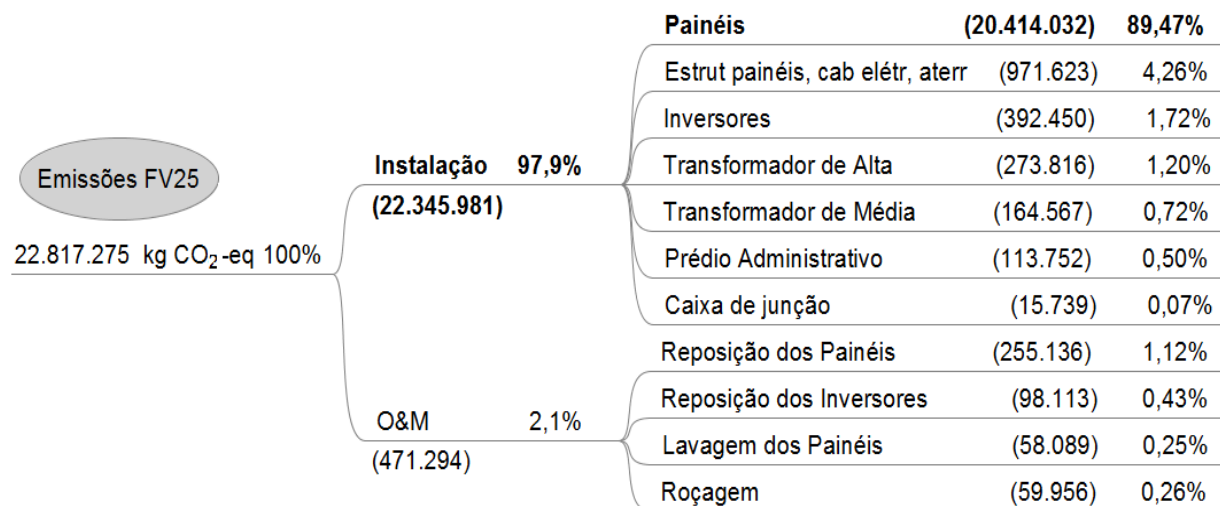 Painéis (20.414.032) 89,47%
Estrut painéis, cab elétr, aterr (971.623) 4,26%
Inversores (392.450) 1,72%
Emissões FV25
Instalação 97,9%
(22.345.981)
Transformador de Alta (273.816) 1,20%
Transformador de Média (164.567) 0,72%
22.817.275 kg CO₂-eq 100%
Prédio Administrativo (113.752) 0,50%
Caixa de junção (15.739) 0,07%
Reposição dos Painéis (255.136) 1,12%
Reposição dos Inversores (98.113) 0,43%
O&M 2,1%
(471.294)
Lavagem dos Painéis (58.089) 0,25%
Roçagem (59.956) 0,26%